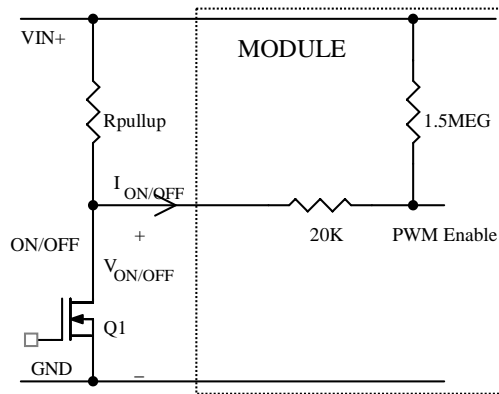 VIN+
MODULE
Rpullup
1.5MEG
I ON/OFF
20K
PWM Enable
ON/OFF
+
V ON/OFF
Q1
GND
–